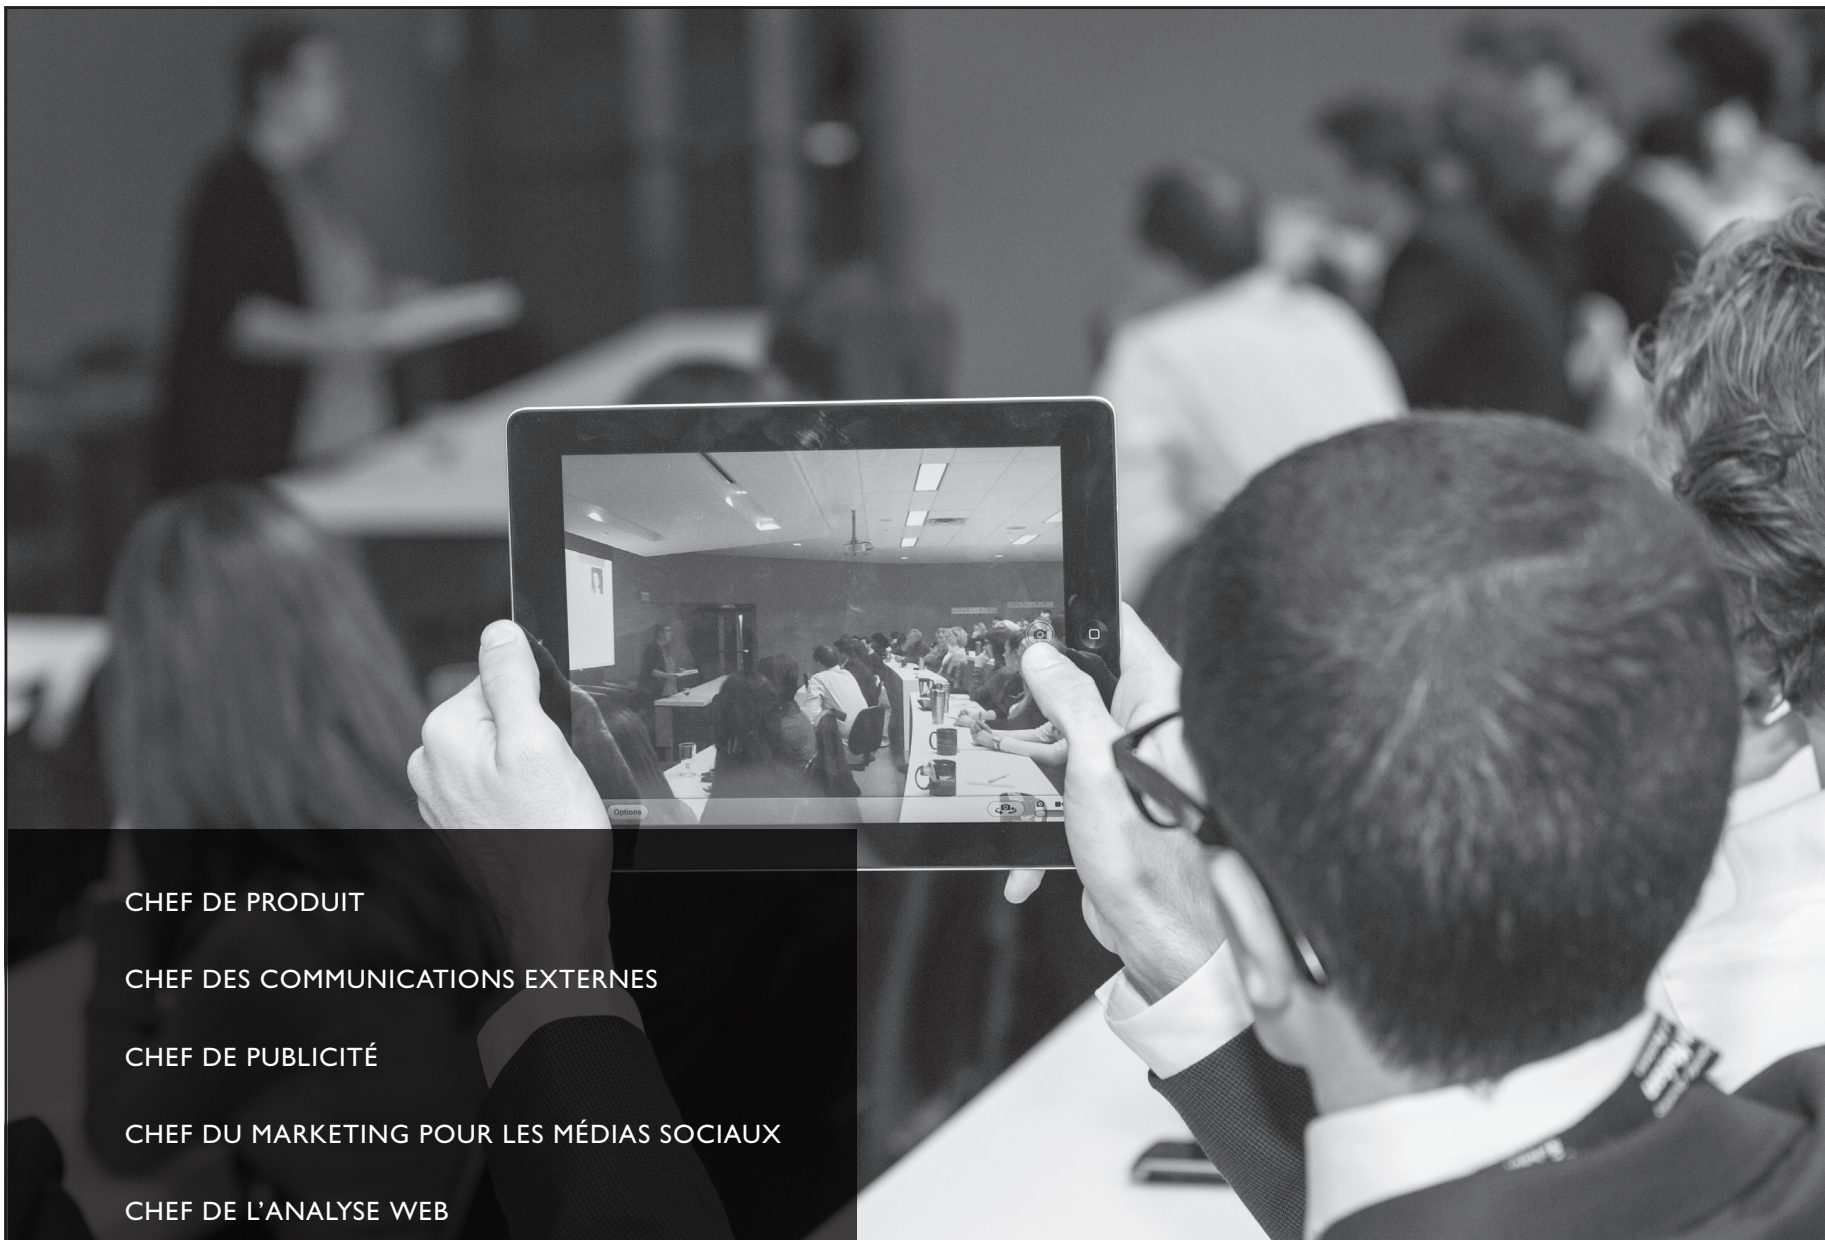 Options
CHEF DE PRODUIT
CHEF DES COMMUNICATIONS EXTERNES
CHEF DE PUBLICITÉ
CHEF DU MARKETING POUR LES MÉDIAS SOCIAUX
CHEF DE L’ANALYSE WEB